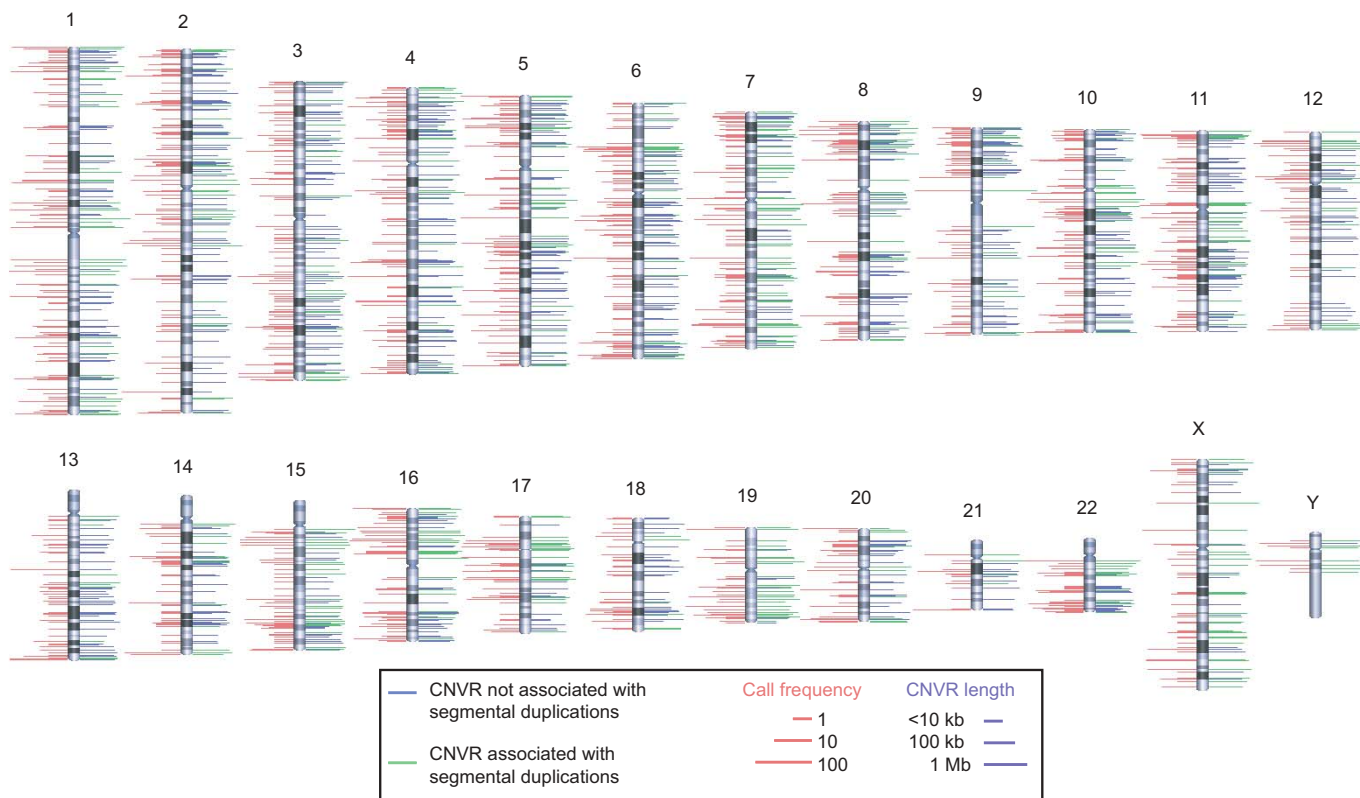 1 2 3 4 5 6 7 8 9 10 11 12
13 14 15 16 17 18 19 20 21 22 X Y
CNVR not associated with
segmental duplications
CNVR associated with
segmental duplications
Call frequency
1
10
100
CNVR length
<10 kb
100 kb
1 Mb